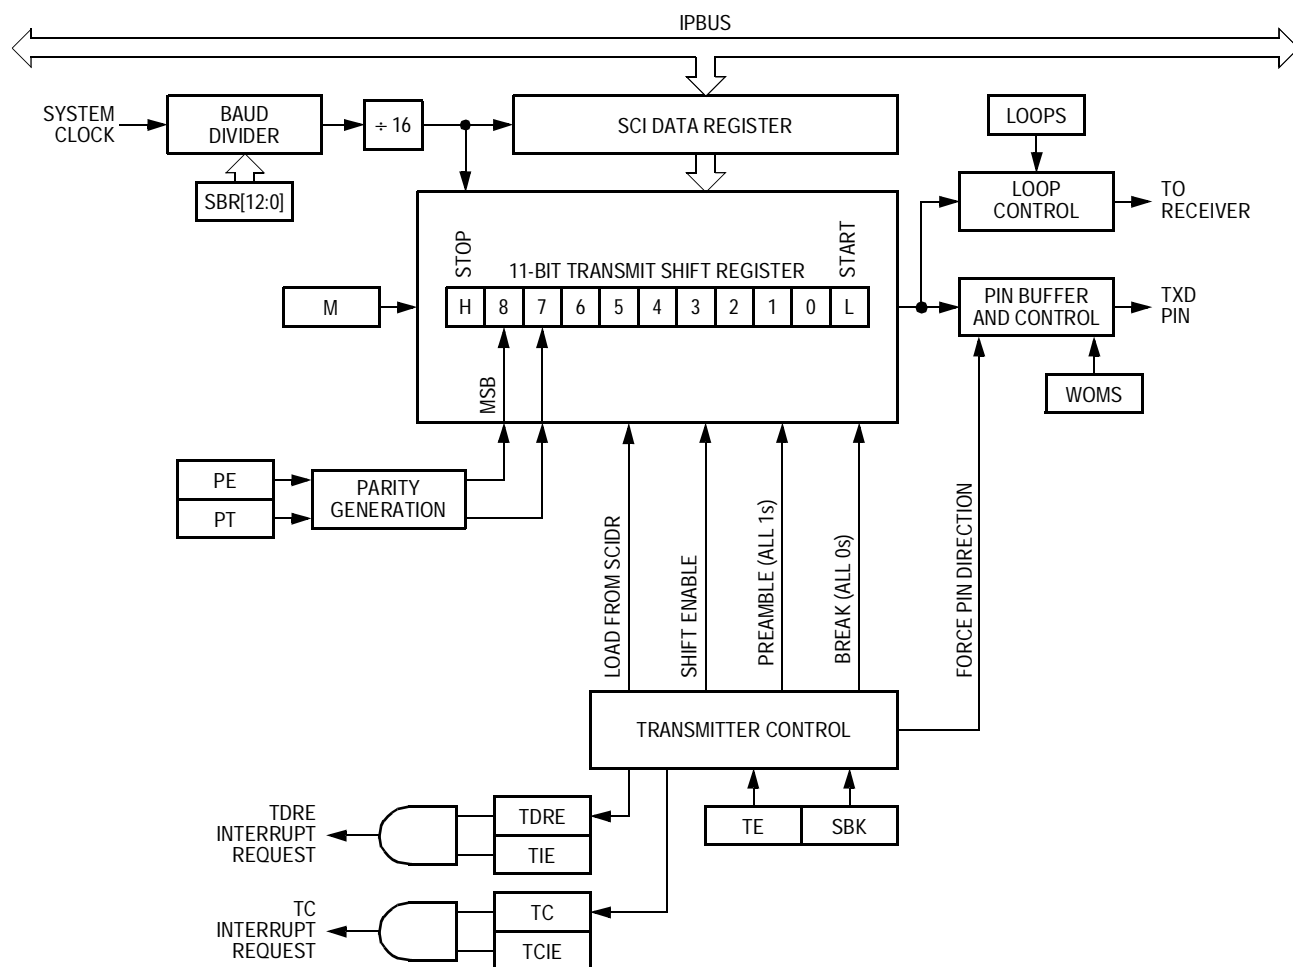 IPBUS
SYSTEM
CLOCK
BAUD
DIVIDER
÷ 16
SCI DATA REGISTER
LOOPS
SBR[12:0]
LOOP
CONTROL
TO
RECEIVER
STOP
11-BIT TRANSMIT SHIFT REGISTER
START
M
H 8 7 6 5 4 3 2 1 0 L
PIN BUFFER
AND CONTROL
TXD
PIN
MSB
WOMS
PE
PT
PARITY
GENERATION
LOAD FROM SCIDR
SHIFT ENABLE
PREAMBLE (ALL 1s)
BREAK (ALL 0s)
FORCE PIN DIRECTION
TRANSMITTER CONTROL
TDRE
INTERRUPT
REQUEST
TDRE
TIE
TE
SBK
TC
INTERRUPT
REQUEST
TC
TCIE